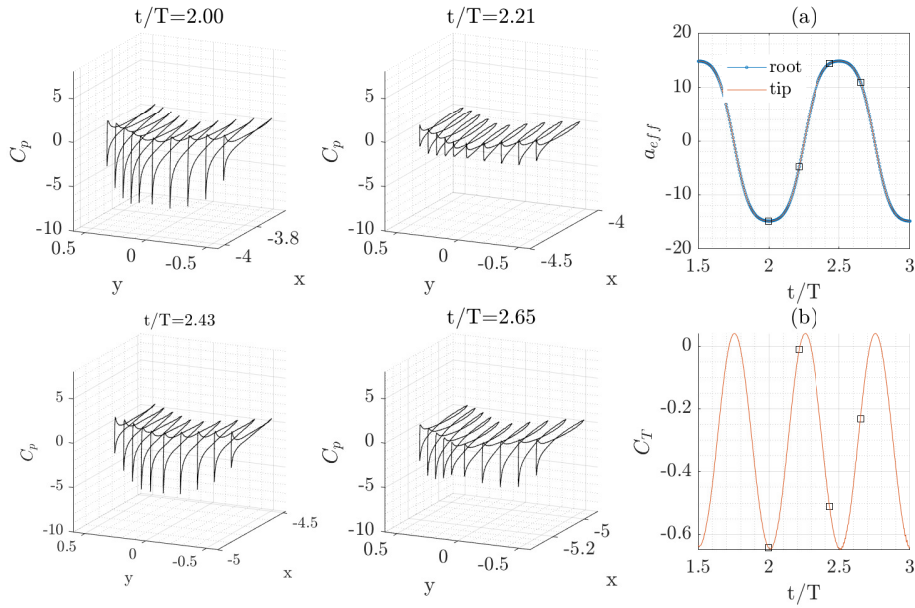 t/T=2.00
5
0
-5
-10
C_p
0.5
0
-0.5
y
-4
-3.8
x
t/T=2.21
5
0
-5
-10
C_p
0.5
0
-0.5
y
-4.5
-4
x
(a)
20
10
0
-10
-20
a_eff
root
tip
1.5
2
2.5
3
t/T
t/T=2.43
5
0
-5
-10
C_p
0.5
0
-0.5
y
-5
-4.5
x
t/T=2.65
5
0
-5
-10
C_p
0.5
0
-0.5
y
-5.2
-5
x
(b)
0
-0.2
-0.4
-0.6
C_T
1.5
2
2.5
3
t/T